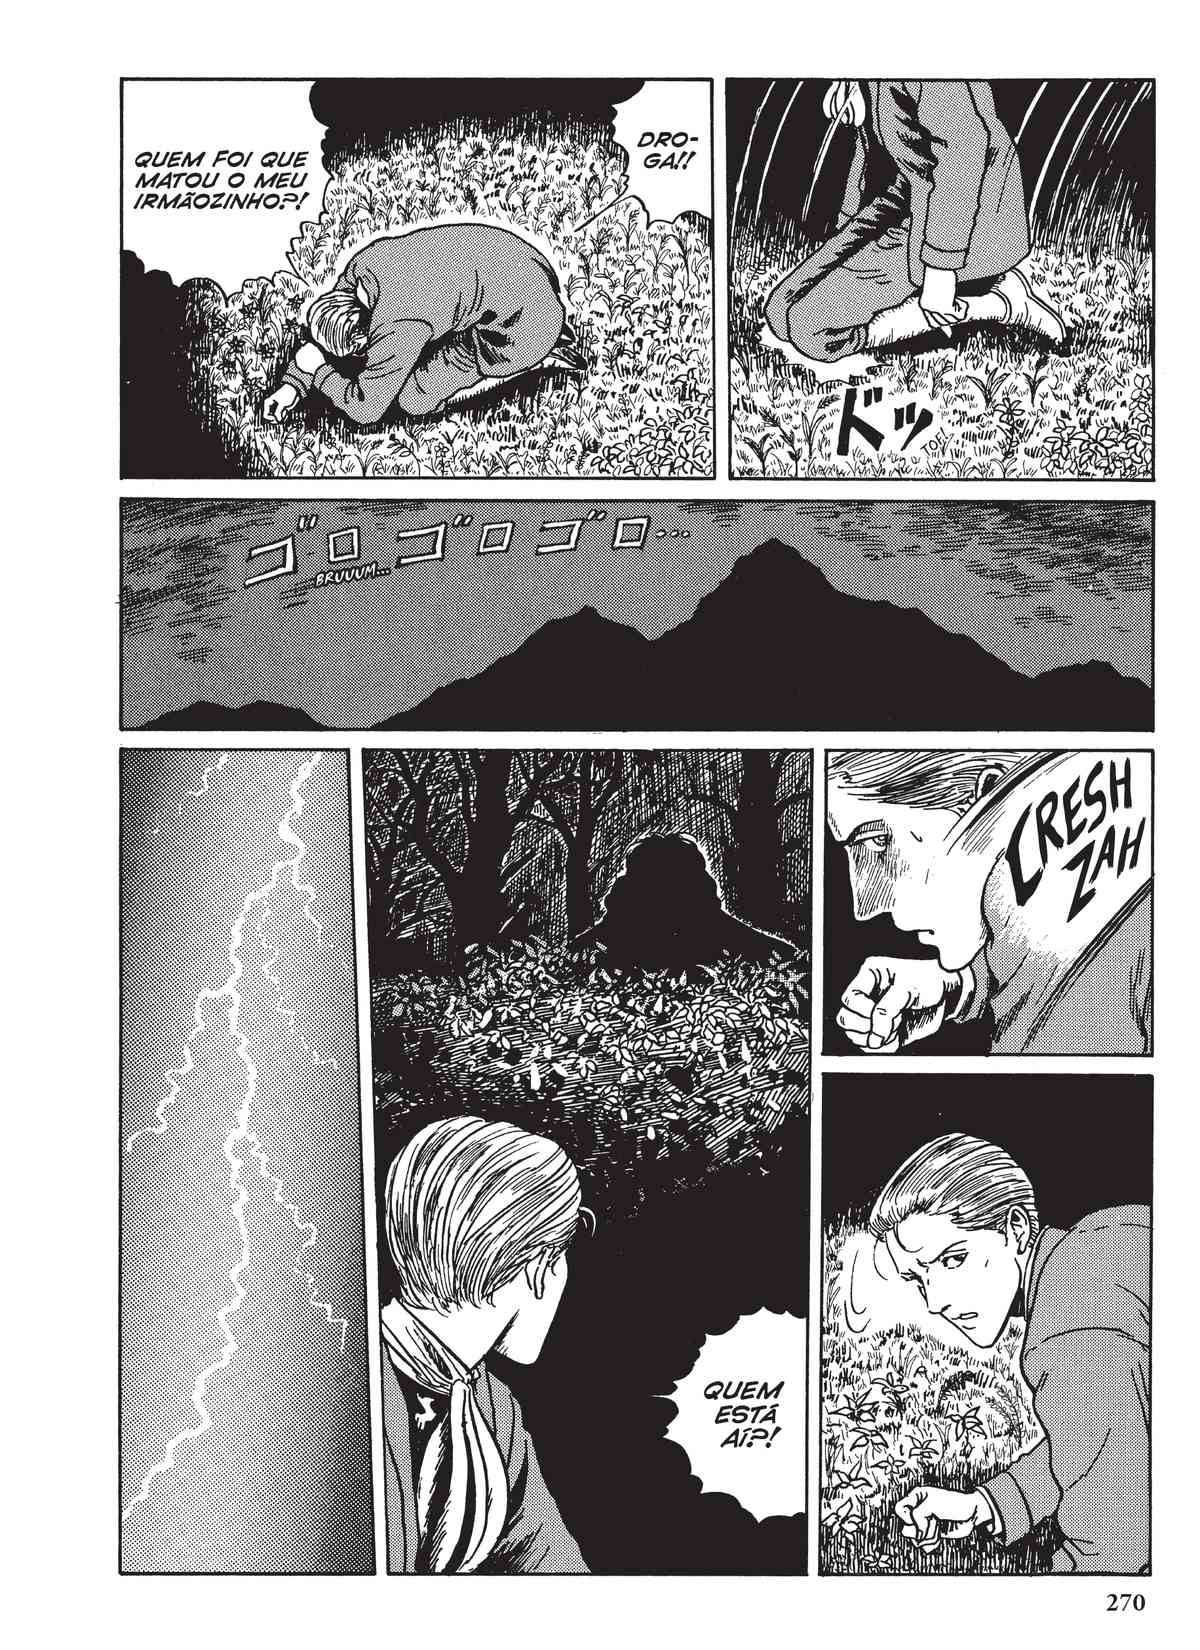 ドッ
TOF!
DRO-
GA!!
QUEM FOI QUE
MATOU O MEU
IRMÃOZINHO?!
ゴロゴロゴロ...
BRUUUM...
CRESH
ZAH
QUEM
ESTÁ
AÍ?!
270